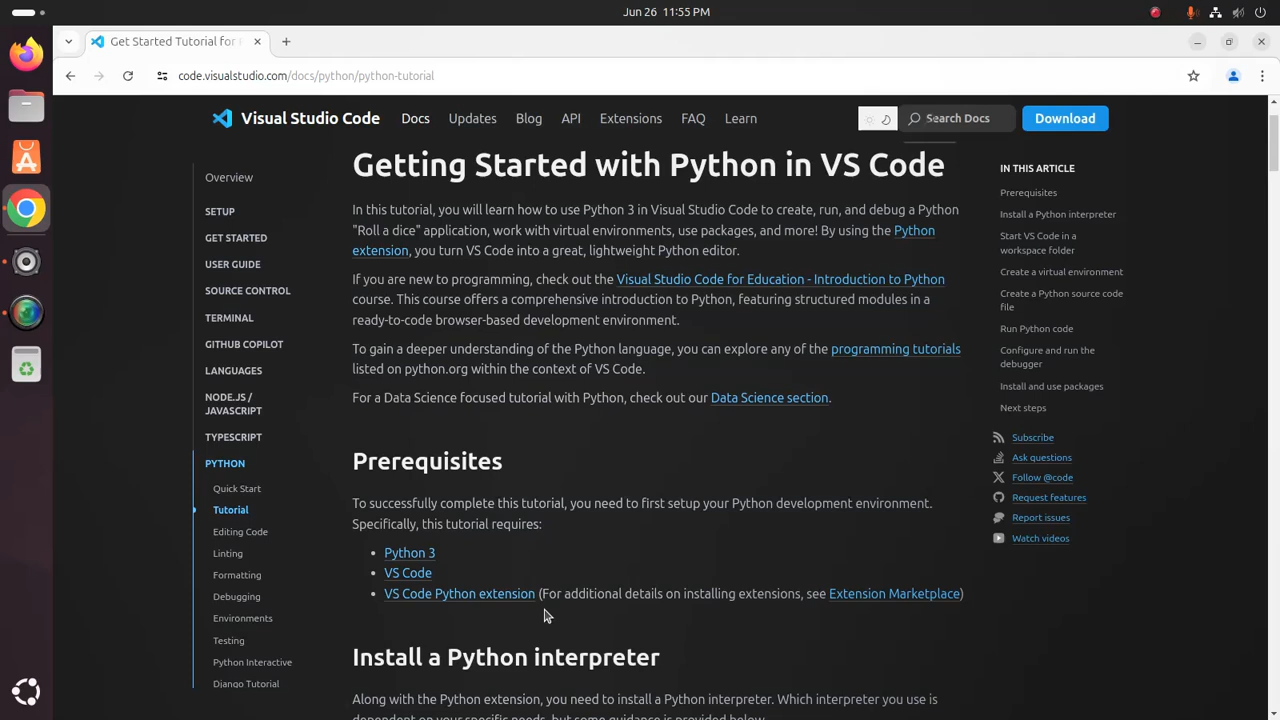 Jun 26 11:55 PM
Get Started Tutorial for
code.visualstudio.com/docs/python/python-tutorial
Visual Studio Code
Docs
Updates
Blog
API
Extensions
FAQ
Learn
Search Docs
Download
Overview
SETUP
GET STARTED
USER GUIDE
SOURCE CONTROL
TERMINAL
GITHUB COPILOT
LANGUAGES
NODE.JS /
JAVASCRIPT
TYPESCRIPT
PYTHON
Quick Start
Tutorial
Editing Code
Linting
Formatting
Debugging
Environments
Testing
Python Interactive
Django Tutorial
Getting Started with Python in VS Code
In this tutorial, you will learn how to use Python 3 in Visual Studio Code to create, run, and debug a Python
"Roll a dice" application, work with virtual environments, use packages, and more! By using the Python
extension, you turn VS Code into a great, lightweight Python editor.
If you are new to programming, check out the Visual Studio Code for Education - Introduction to Python
course. This course offers a comprehensive introduction to Python, featuring structured modules in a
ready-to-code browser-based development environment.
To gain a deeper understanding of the Python language, you can explore any of the programming tutorials
listed on python.org within the context of VS Code.
For a Data Science focused tutorial with Python, check out our Data Science section.
Prerequisites
To successfully complete this tutorial, you need to first setup your Python development environment.
Specifically, this tutorial requires:
• Python 3
• VS Code
• VS Code Python extension (For additional details on installing extensions, see Extension Marketplace)
Install a Python interpreter
Along with the Python extension, you need to install a Python interpreter. Which interpreter you use is
dependent on your specific needs, but some guidance is provided below.
IN THIS ARTICLE
Prerequisites
Install a Python interpreter
Start VS Code in a
workspace folder
Create a virtual environment
Create a Python source code
file
Run Python code
Configure and run the
debugger
Install and use packages
Next steps
Subscribe
Ask questions
Follow @code
Request features
Report issues
Watch videos